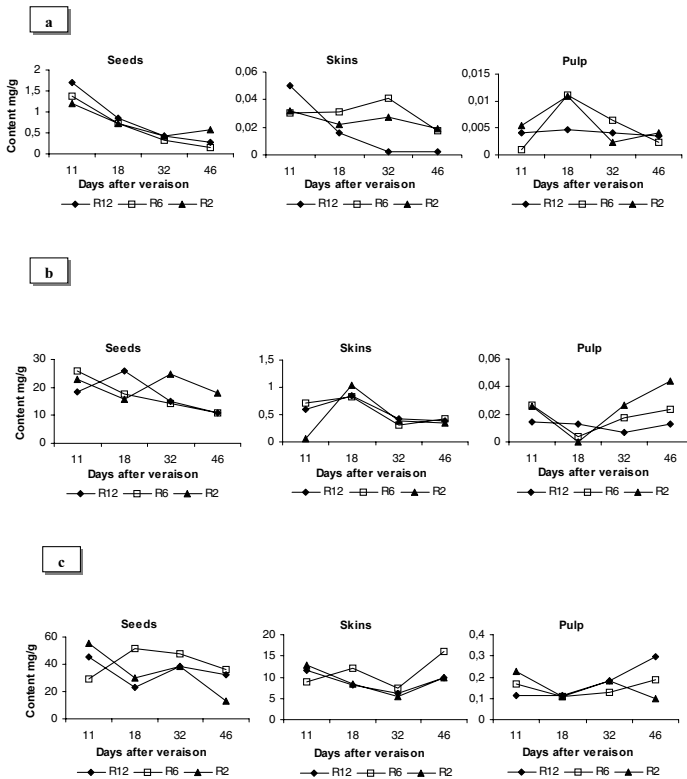 a
Seeds
Skins
Pulp
Content mg/g
2
1,5
1
0,5
0
11 18 32 46
Days after veraison
R12 R6 R2
0,06
0,04
0,02
0
11 18 32 46
Days after veraison
R12 R6 R2
0,015
0,01
0,005
0
11 18 32 46
Days after veraison
R12 R6 R2
b
Seeds
Skins
Pulp
Content mg/g
30
20
10
0
11 18 32 46
Days after veraison
R12 R6 R2
1,5
1
0,5
0
11 18 32 46
Days after veraison
R12 R6 R2
0,06
0,04
0,02
0
11 18 32 46
Days after veraison
R12 R6 R2
c
Seeds
Skins
Pulp
Content mg/g
60
40
20
0
11 18 32 46
Days after veraison
R12 R6 R2
20
15
10
5
0
11 18 32 46
Days after veraison
R12 R6 R2
0,4
0,3
0,2
0,1
0
11 18 32 46
Days after veraison
R12 R6 R2